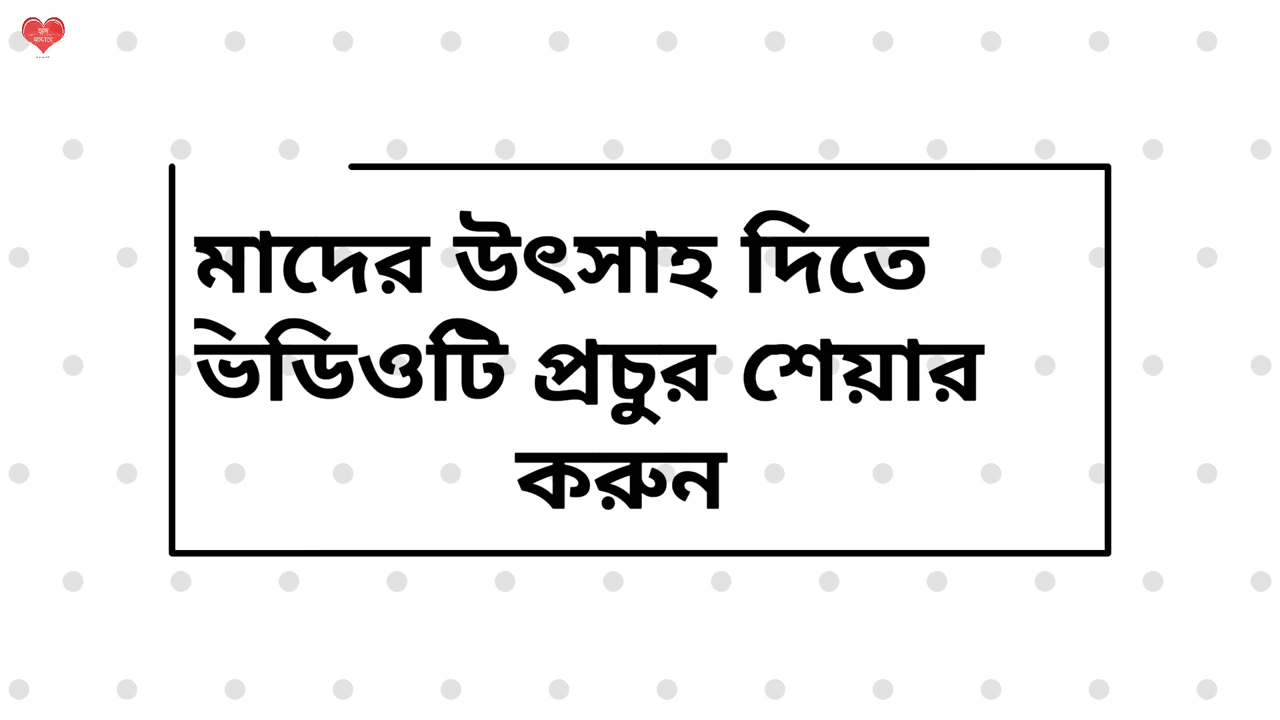 মাদের উৎসাহ দিতে
ভিডিওটি প্রচুর শেয়ার
করুন